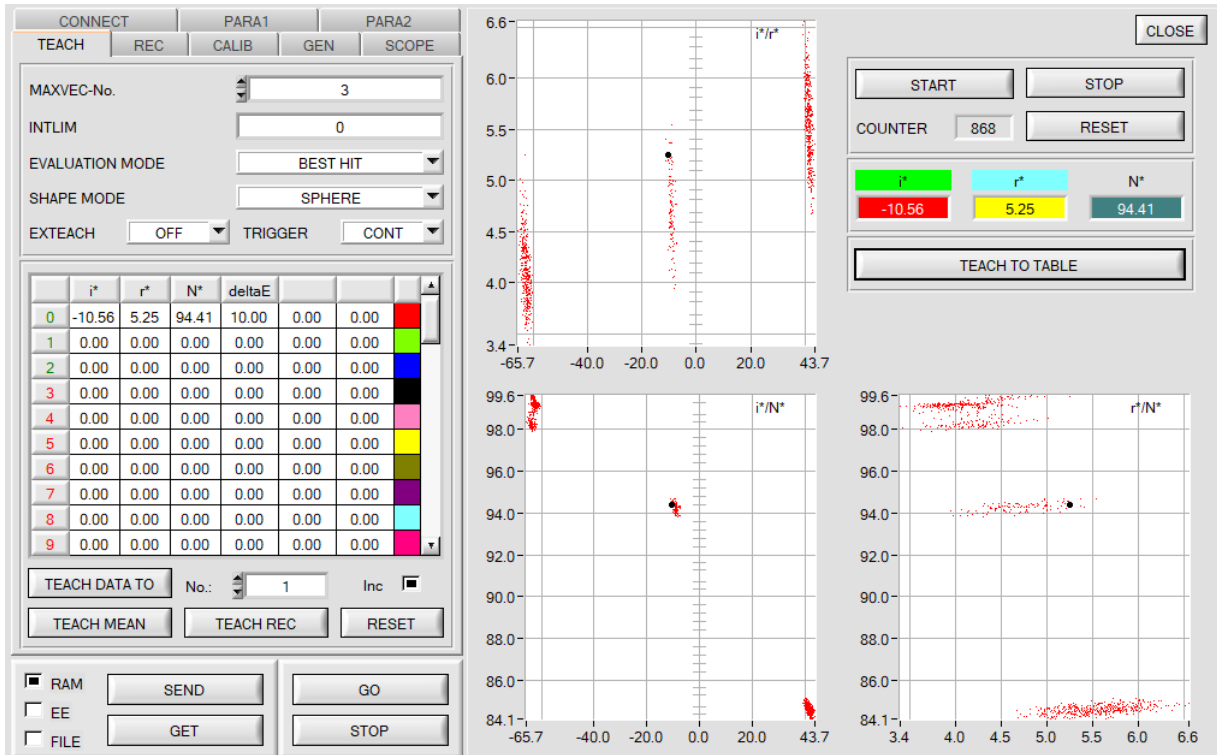 CONNECT PARA1 PARA2
TEACH REC CALIB GEN SCOPE
MAXVEC-No. 3
INTLIM 0
EVALUATION MODE BEST HIT
SHAPE MODE SPHERE
EXTEACH OFF TRIGGER CONT
i* r* N* deltaE
0 -10.56 5.25 94.41 10.00 0.00 0.00
1 0.00 0.00 0.00 0.00 0.00 0.00
2 0.00 0.00 0.00 0.00 0.00 0.00
3 0.00 0.00 0.00 0.00 0.00 0.00
4 0.00 0.00 0.00 0.00 0.00 0.00
5 0.00 0.00 0.00 0.00 0.00 0.00
6 0.00 0.00 0.00 0.00 0.00 0.00
7 0.00 0.00 0.00 0.00 0.00 0.00
8 0.00 0.00 0.00 0.00 0.00 0.00
9 0.00 0.00 0.00 0.00 0.00 0.00
TEACH DATA TO No.: 1 Inc
TEACH MEAN TEACH REC RESET
RAM
EE
FILE
SEND GO
GET STOP
i*/r*
6.6
6.0
5.5
5.0
4.5
4.0
3.4
-65.7 -40.0 -20.0 0.0 20.0 43.7
i*/N*
99.6
98.0
96.0
94.0
92.0
90.0
88.0
86.0
84.1
-65.7 -40.0 -20.0 0.0 20.0 43.7
CLOSE
START STOP
COUNTER 868 RESET
i* r* N*
-10.56 5.25 94.41
TEACH TO TABLE
r*/N*
99.6
98.0
96.0
94.0
92.0
90.0
88.0
86.0
84.1
3.4 4.0 4.5 5.0 5.5 6.0 6.6